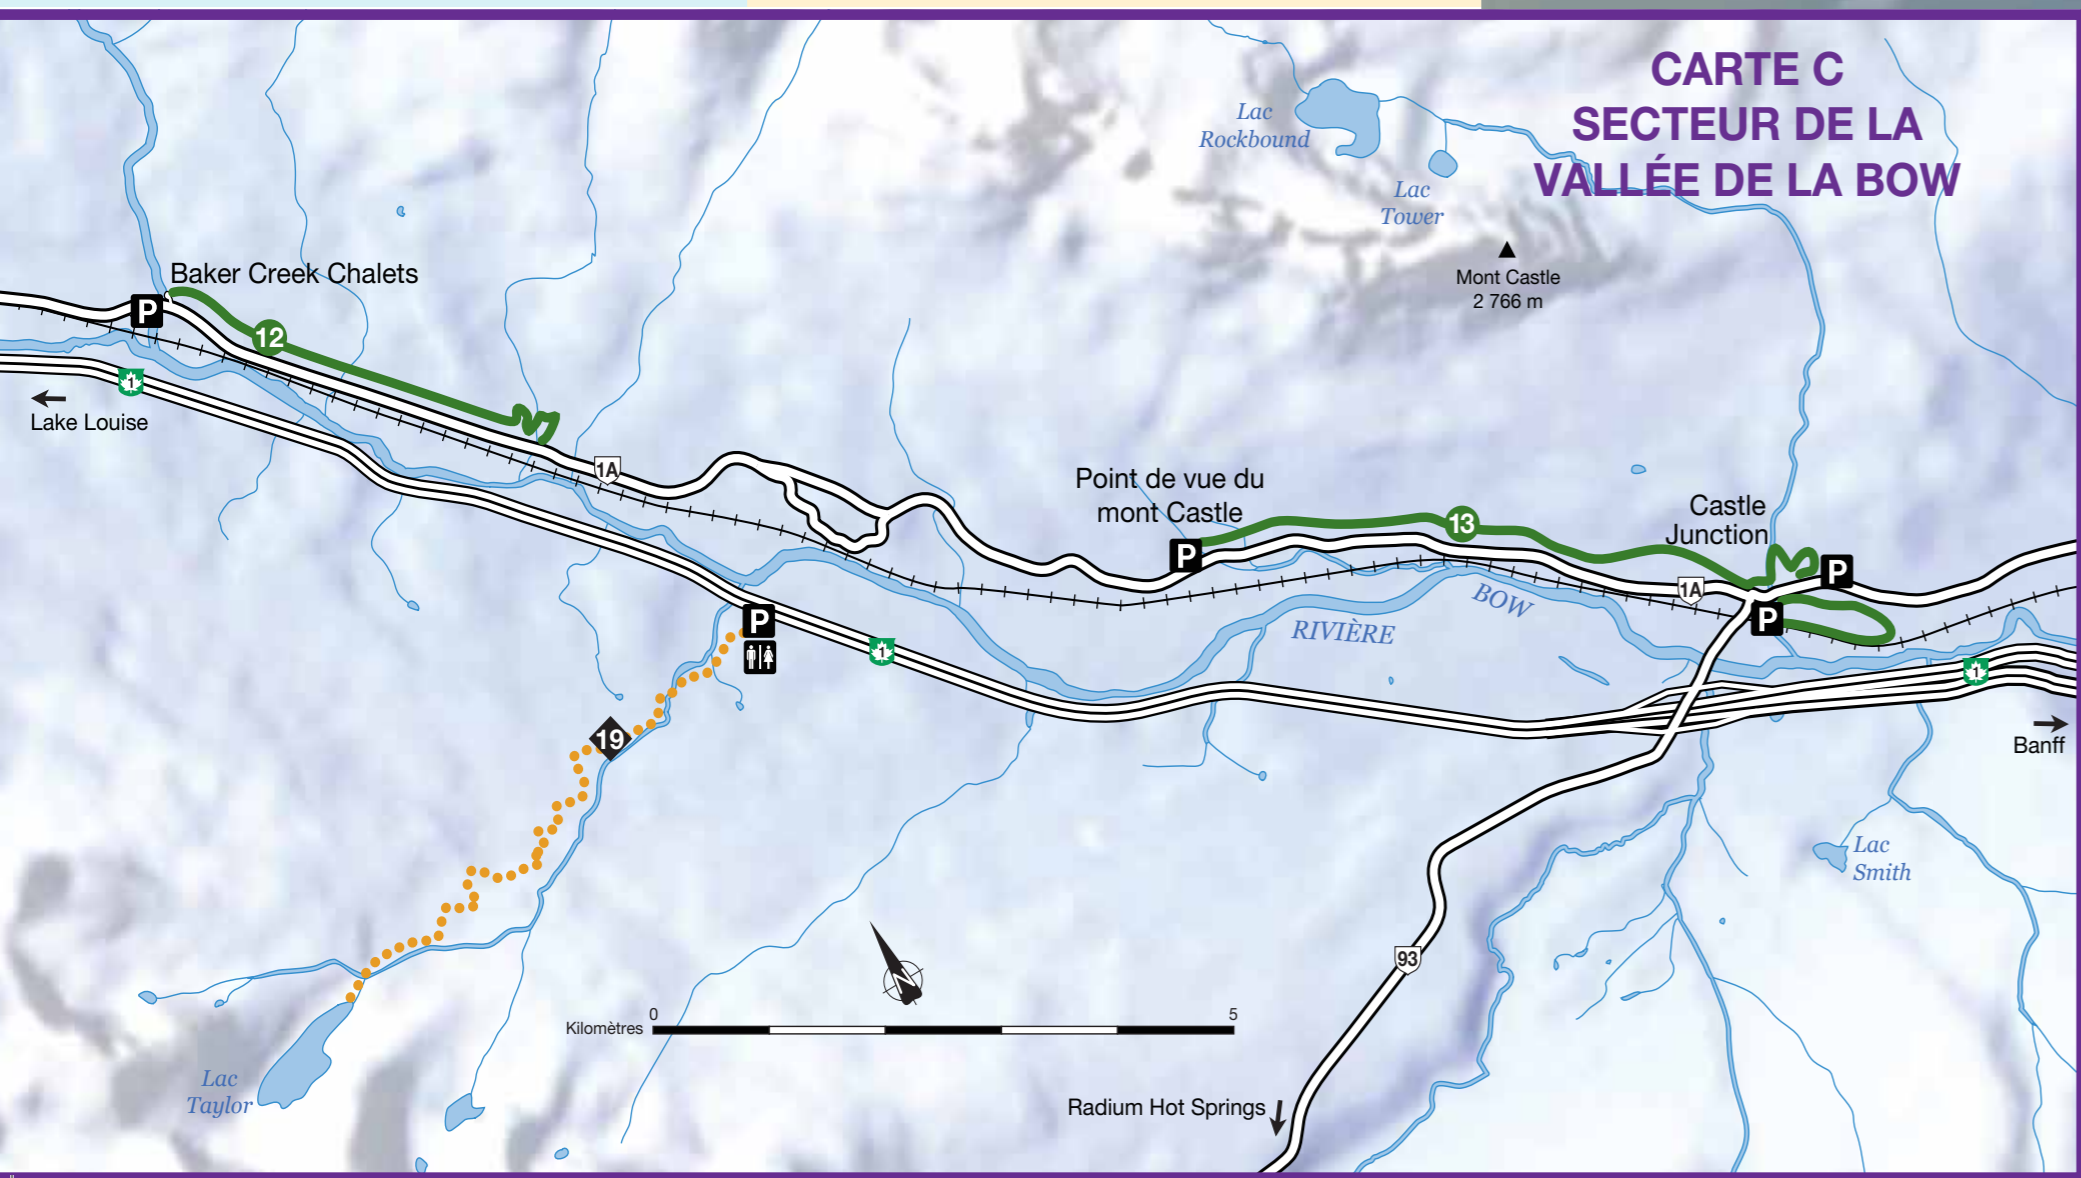 CARTE C
SECTEUR DE LA
VALLÉE DE LA BOW
Lac
Rockbound
Lac
Tower
Mont Castle
2 766 m
Baker Creek Chalets
P
12
1
Lake Louise
1A
Point de vue du
mont Castle
P
13
Castle
Junction
P
1A
P
BOW
RIVIÈRE
P
1
1
Banff
19
Lac
Smith
93
N
Kilomètres
0
5
Lac
Taylor
Radium Hot Springs